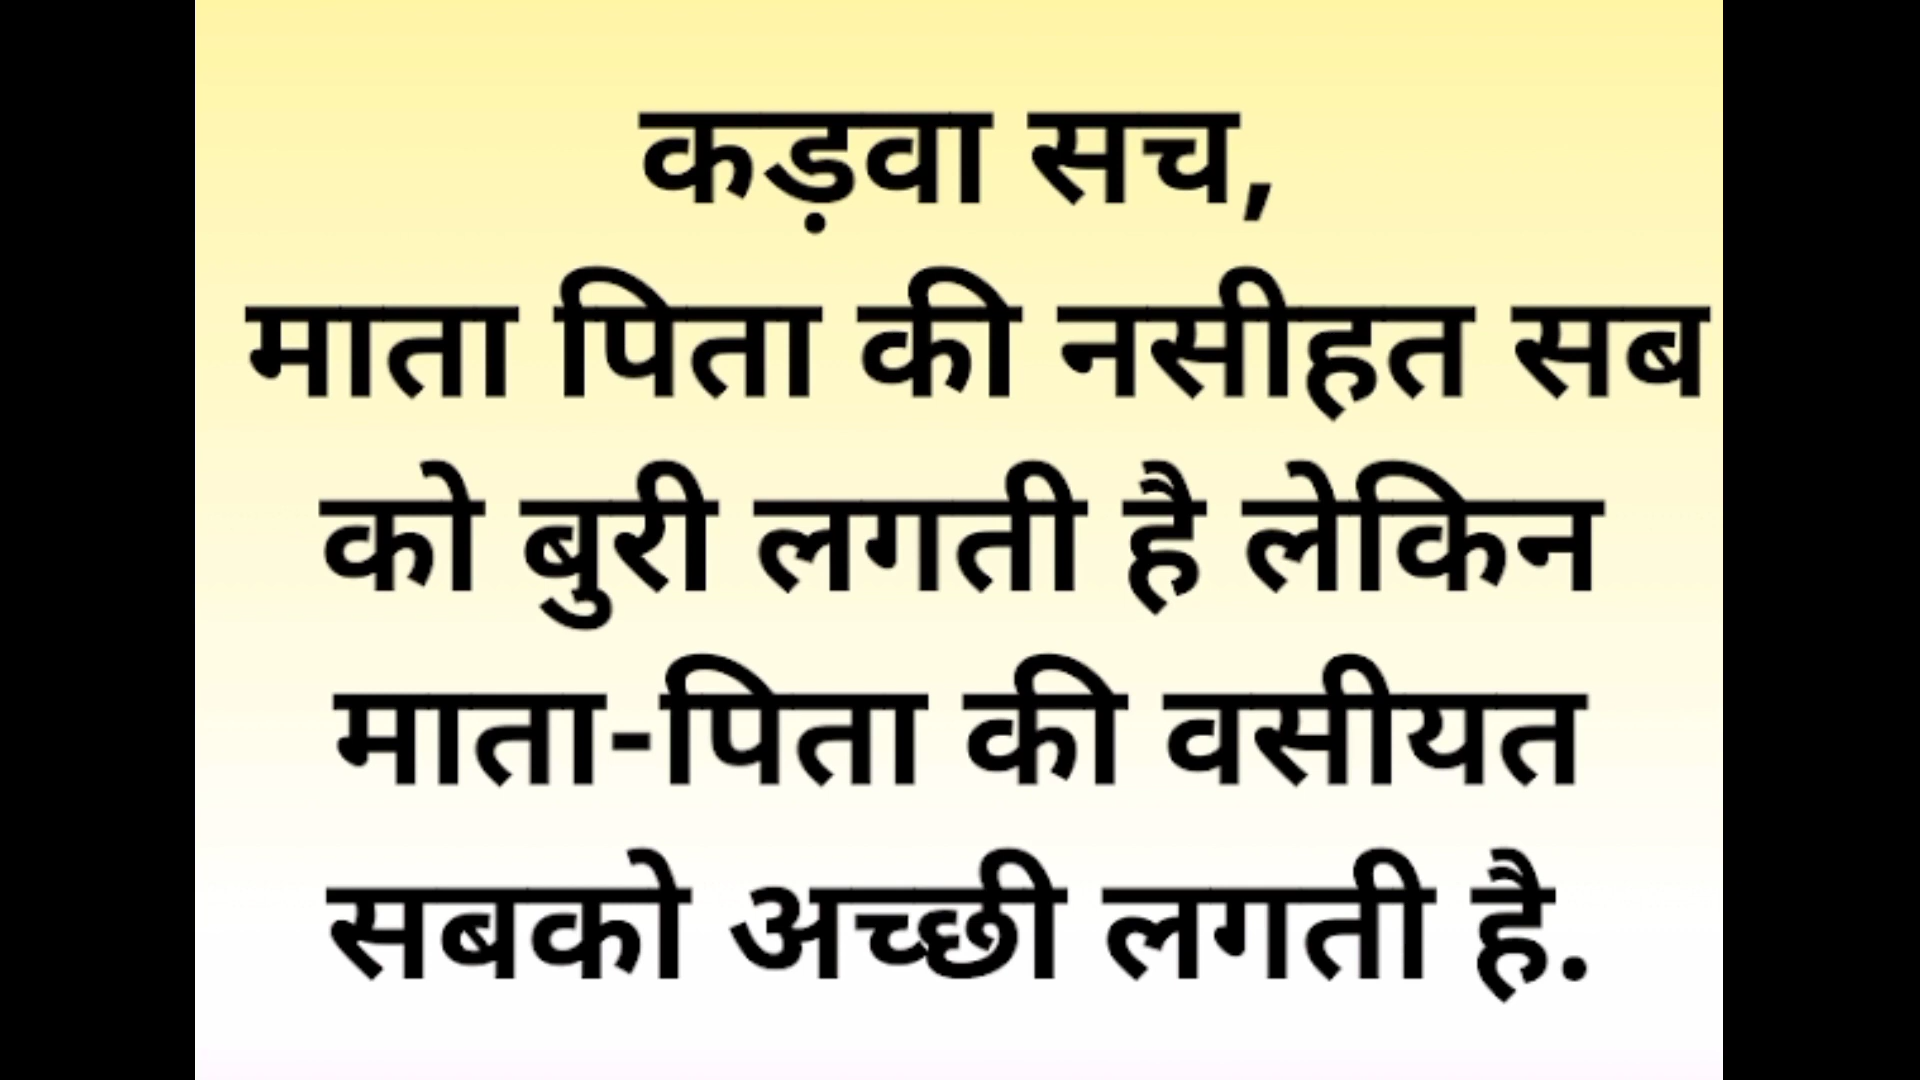 कड़वा सच,
माता पिता की नसीहत सब
को बुरी लगती है लेकिन
माता-पिता की वसीयत
सबको अच्छी लगती है.